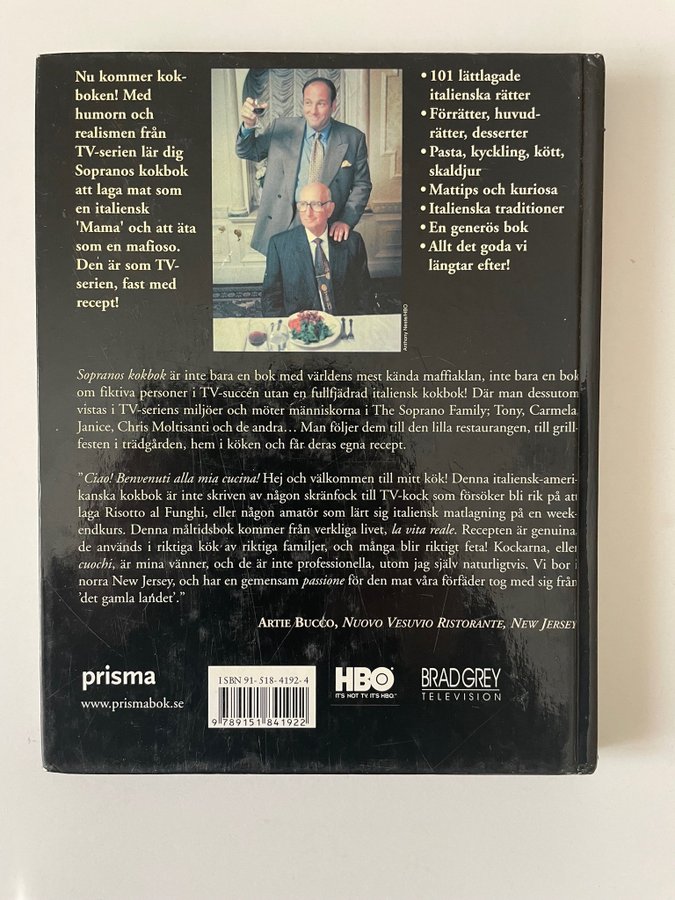 Nu kommer kok-
boken! Med
humorn och
realismen från
TV-serien lär dig
Sopranos kokbok
att laga mat som
en italiensk
'Mama' och att äta
som en mafioso.
Den är som TV-
serien, fast med
recept!
Anthony Neste/HBO
• 101 lättlagade
italienska rätter
• Förrätter, huvud-
rätter, desserter
• Pasta, kyckling, kött,
skaldjur
• Mattips och kuriosa
• Italienska traditioner
• En generös bok
• Allt det goda vi
längtar efter!
Sopranos kokbok är inte bara en bok med världens mest kända maffiaklan, inte bara en bok
om fiktiva personer i TV-succén utan en fullfjädrad italiensk kokbok! Där man dessutom
vistas i TV-seriens miljöer och möter människorna i The Soprano Family; Tony, Carmela,
Janice, Chris Moltisanti och de andra… Man följer dem till den lilla restaurangen, till grill-
festen i trädgården, hem i köken och får deras egna recept.
”Ciao! Benvenuti alla mia cucina! Hej och välkommen till mitt kök! Denna italiensk-ameri-
kanska kokbok är inte skriven av någon skränfock till TV-kock som försöker bli rik på att
laga Risotto al Funghi, eller någon amatör som lärt sig italiensk matlagning på en week-
endkurs. Denna måltidsbok kommer från verkliga livet, la vita reale. Recepten är genuina,
de används i riktiga kök av riktiga familjer, och många blir riktigt feta! Kockarna, eller
cuochi, är mina vänner, och de är inte professionella, utom jag själv naturligtvis. Vi bor i
norra New Jersey, och har en gemensam passione för den mat våra förfäder tog med sig från
’det gamla landet’.”
ARTIE BUCCO, NUOVO VESUVIO RISTORANTE, NEW JERSEY
prisma
www.prismabok.se
ISBN 91-518-4192-4
9 789151 841922
HBO
IT'S NOT TV. IT'S HBO.™
BRAD GREY
TELEVISION